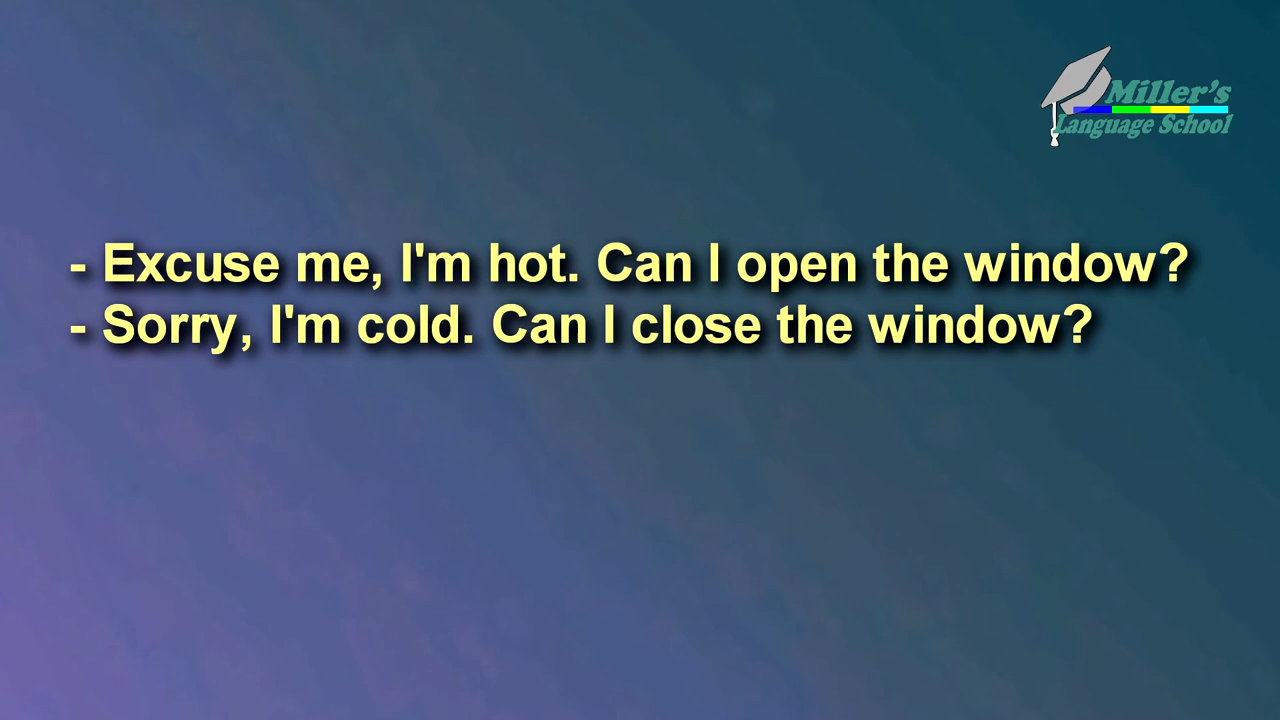 Miller's
Language School
- Excuse me, I'm hot. Can I open the window?
- Sorry, I'm cold. Can I close the window?